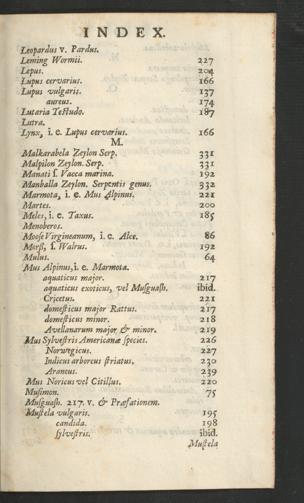 INDEX.
Leopardus v. Pardus.
Leming Wormii. 227
Lepus. 204
Lupus cervarius. 166
Lupus vulgaris. 137
aureus. 174
Lutaria Testudo. 187
Lutra.
Lynx, i. e. Lupus cervarius. 166
M.
Malkarabela Zeylon Serp. 331
Malpilon Zeylon. Serp. 331
Manati ſ. Vacca marina. 192
Manballa Zeylon. Serpentis genus. 332
Marmota, i. e. Mus Alpinus. 221
Martes. 200
Meles, i. e. Taxus. 185
Menoberos.
Mooſe Virgineanum, i. e. Alce. 86
Morſſ, ſ. Walrus. 192
Mulus. 64
Mus Alpinus, i. e. Marmota.
aquaticus major. 217
aquaticus exoticus, vel Muſguaſh. ibid.
Cricetus. 221
domeſticus major Rattus. 217
domeſticus minor. 218
Avellanarum major & minor. 219
Mus Sylveſtris Americanæ ſpecies. 226
Norwegicus. 227
Indicus arboreus ſtriatus. 230
Araneus. 239
Mus Noricus vel Citillus. 220
Muſimon. 75
Muſguaſh. 217. v. & Præfationem.
Muſtela vulgaris. 195
candida. 198
ſylveſtris. ibid.
Muſtela